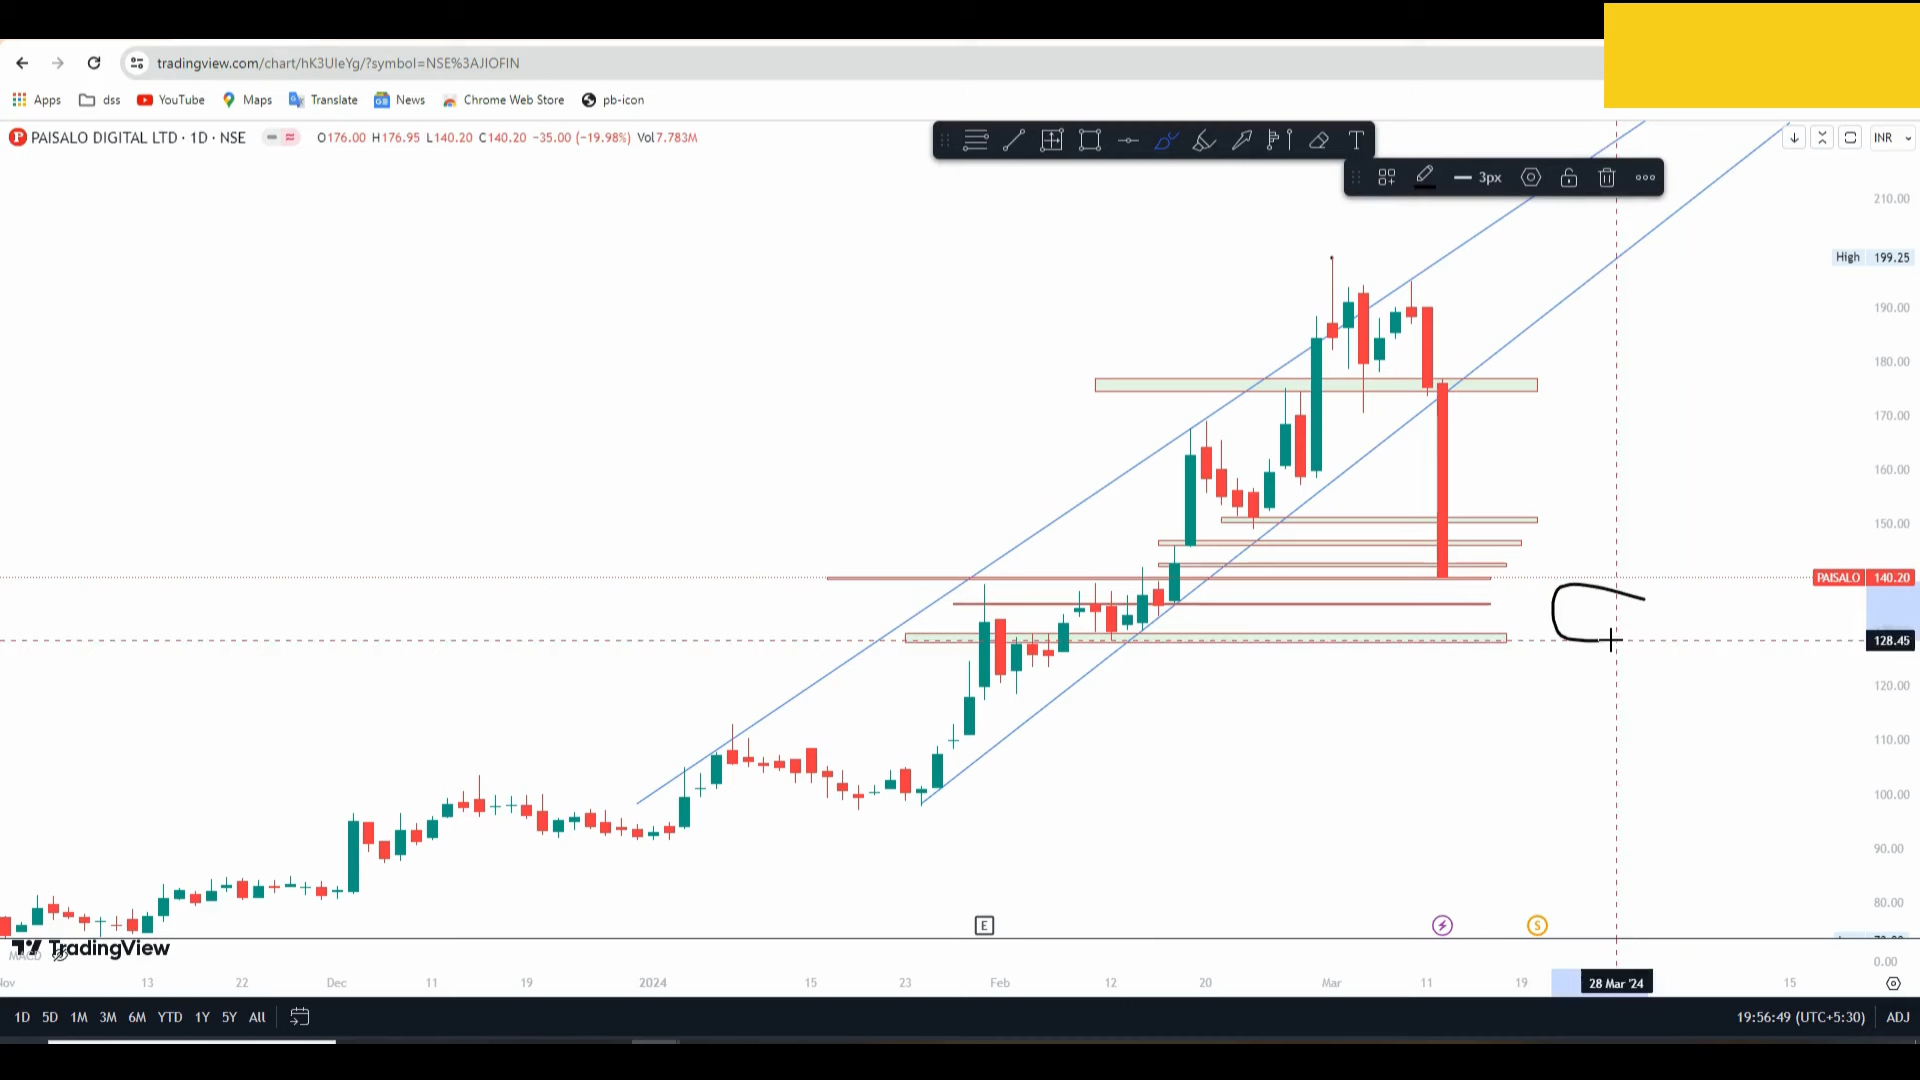 tradingview.com/chart/hK3UIeYg/?symbol=NSE%3AJIOFIN
Apps dss YouTube Maps Translate News Chrome Web Store pb-icon
PAISALO DIGITAL LTD · 1D · NSE O176.00 H176.95 L140.20 C140.20 −35.00 (−19.98%) Vol7.783M
INR
T
3px
210.00
High 199.25
190.00
180.00
170.00
160.00
150.00
PAISALO 140.20
128.45
120.00
110.00
100.00
90.00
80.00
E
S
TradingView
MACD
0.00
13 22 Dec 11 19 2024 15 23 Feb 12 20 Mar 11 19 28 Mar '24 15
1D 5D 1M 3M 6M YTD 1Y 5Y All 19:56:49 (UTC+5:30) ADJ